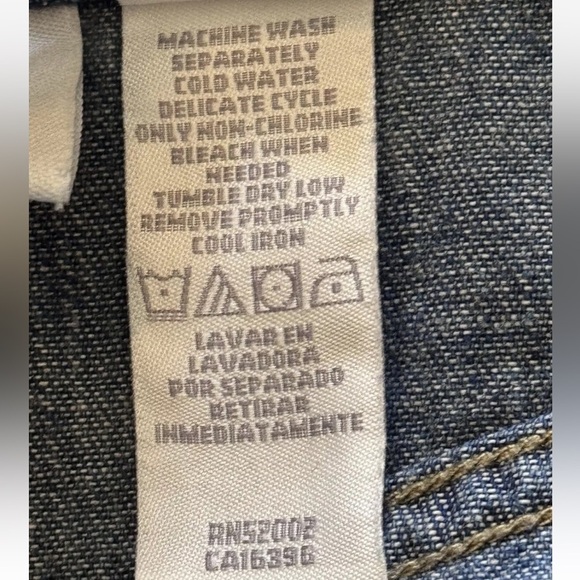 MACHINE WASH
SEPARATELY
COLD WATER
DELICATE CYCLE
ONLY NON-CHLORINE
BLEACH WHEN
NEEDED
TUMBLE DRY LOW
REMOVE PROMPTLY
COOL IRON
LAVAR EN
LAVADORA
POR SEPARADO
RETIRAR
INMEDIATAMENTE
RN52002
CA16396